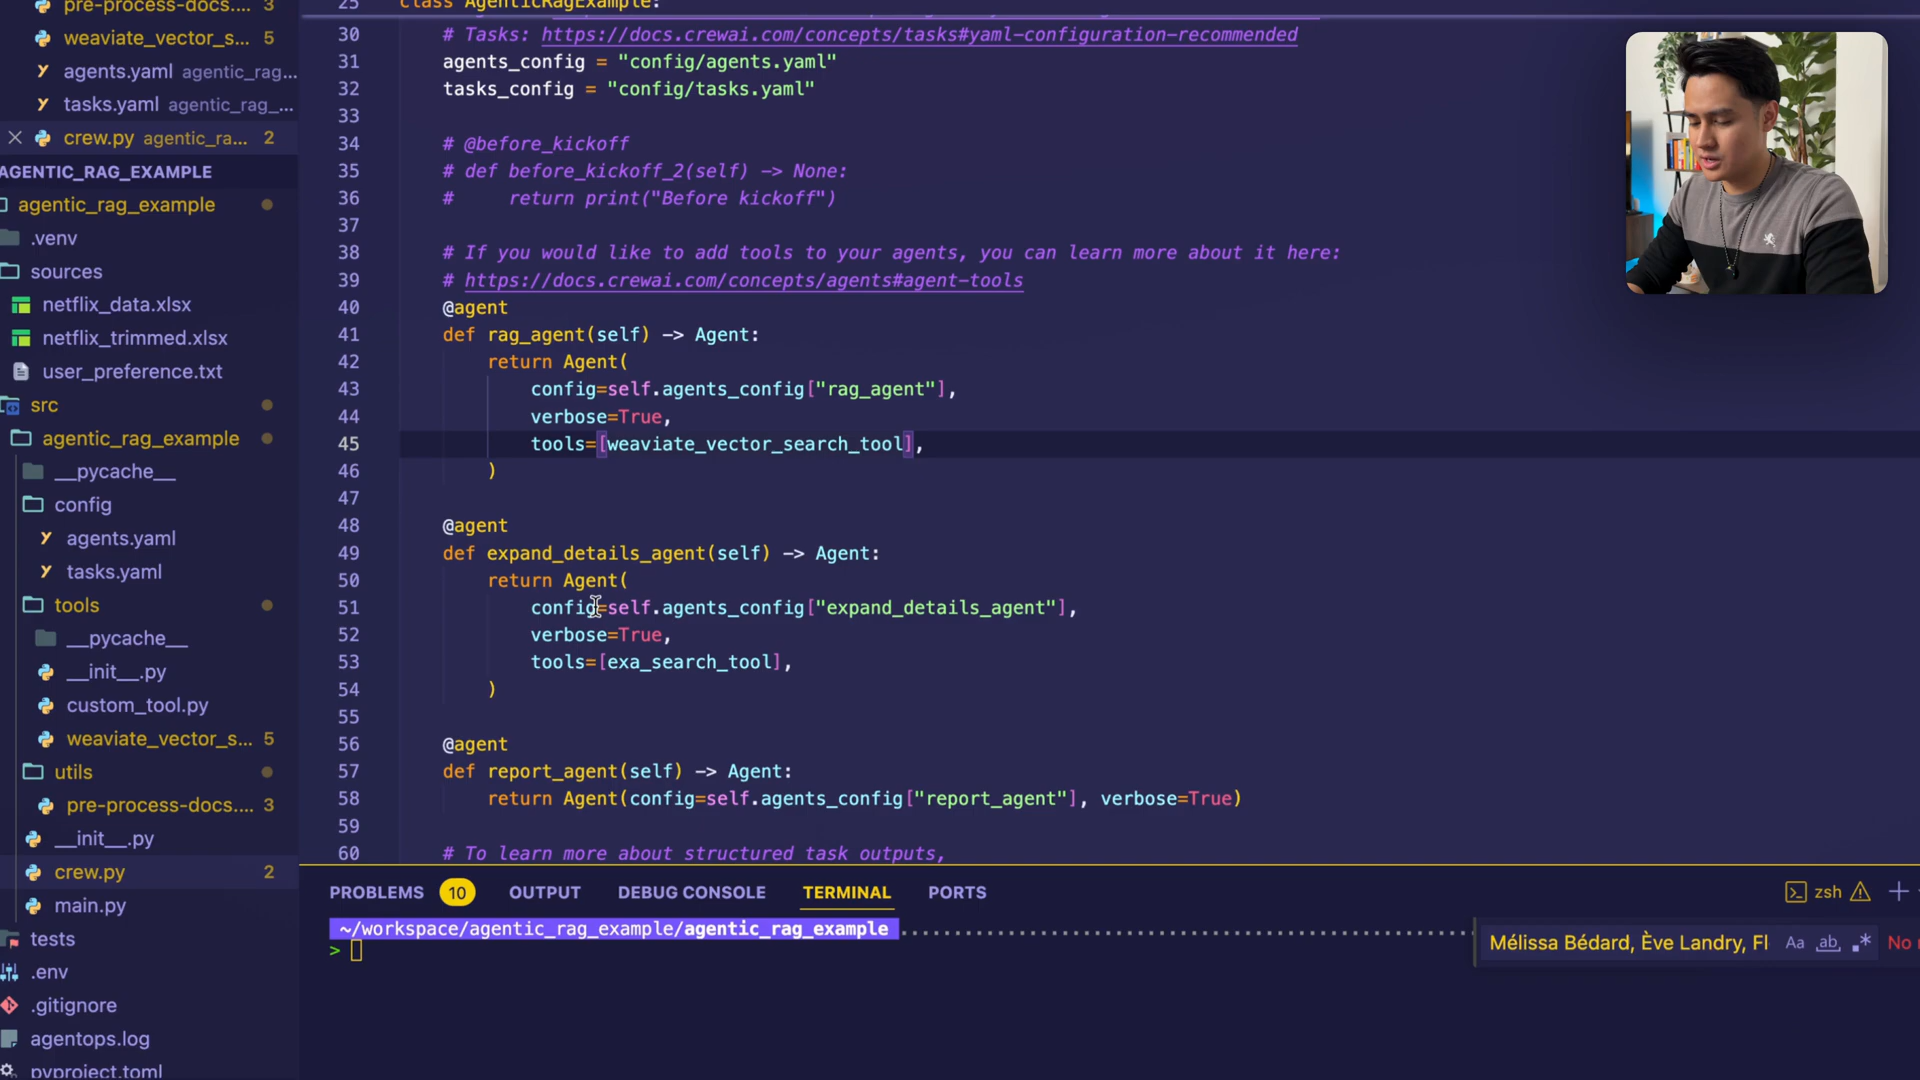 pre-process-docs.... 3
weaviate_vector_s... 5
agents.yaml agentic_rag...
tasks.yaml agentic_rag_...
crew.py agentic_ra... 2
AGENTIC_RAG_EXAMPLE
agentic_rag_example
.venv
sources
netflix_data.xlsx
netflix_trimmed.xlsx
user_preference.txt
src
agentic_rag_example
__pycache__
config
agents.yaml
tasks.yaml
tools
__pycache__
__init__.py
custom_tool.py
weaviate_vector_s... 5
utils
pre-process-docs.... 3
__init__.py
crew.py 2
main.py
tests
.env
.gitignore
agentops.log
pyproject.toml
25 class AgenticRagExample:
30 # Tasks: https://docs.crewai.com/concepts/tasks#yaml-configuration-recommended
31 agents_config = "config/agents.yaml"
32 tasks_config = "config/tasks.yaml"
33
34 # @before_kickoff
35 # def before_kickoff_2(self) -> None:
36 #     return print("Before kickoff")
37
38 # If you would like to add tools to your agents, you can learn more about it here:
39 # https://docs.crewai.com/concepts/agents#agent-tools
40 @agent
41 def rag_agent(self) -> Agent:
42     return Agent(
43         config=self.agents_config["rag_agent"],
44         verbose=True,
45         tools=[weaviate_vector_search_tool],
46     )
47
48 @agent
49 def expand_details_agent(self) -> Agent:
50     return Agent(
51         config=self.agents_config["expand_details_agent"],
52         verbose=True,
53         tools=[exa_search_tool],
54     )
55
56 @agent
57 def report_agent(self) -> Agent:
58     return Agent(config=self.agents_config["report_agent"], verbose=True)
59
60 # To learn more about structured task outputs,
PROBLEMS 10 OUTPUT DEBUG CONSOLE TERMINAL PORTS zsh
~/workspace/agentic_rag_example/agentic_rag_example
>
Mélissa Bédard, Ève Landry, Fl Aa ab No